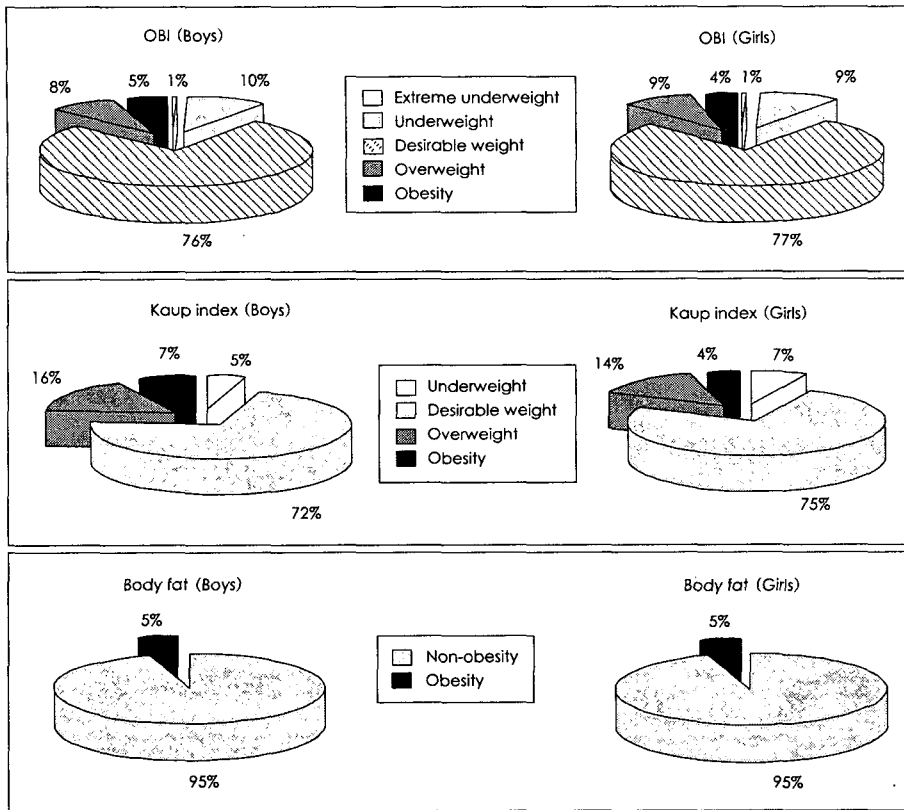 OBI (Boys)
8%
5%
1%
10%
76%
Extreme underweight
Underweight
Desirable weight
Overweight
Obesity
OBI (Girls)
9%
4%
1%
9%
77%
Kaup index (Boys)
16%
7%
5%
72%
Underweight
Desirable weight
Overweight
Obesity
Kaup index (Girls)
14%
4%
7%
75%
Body fat (Boys)
5%
95%
Non-obesity
Obesity
Body fat (Girls)
5%
95%